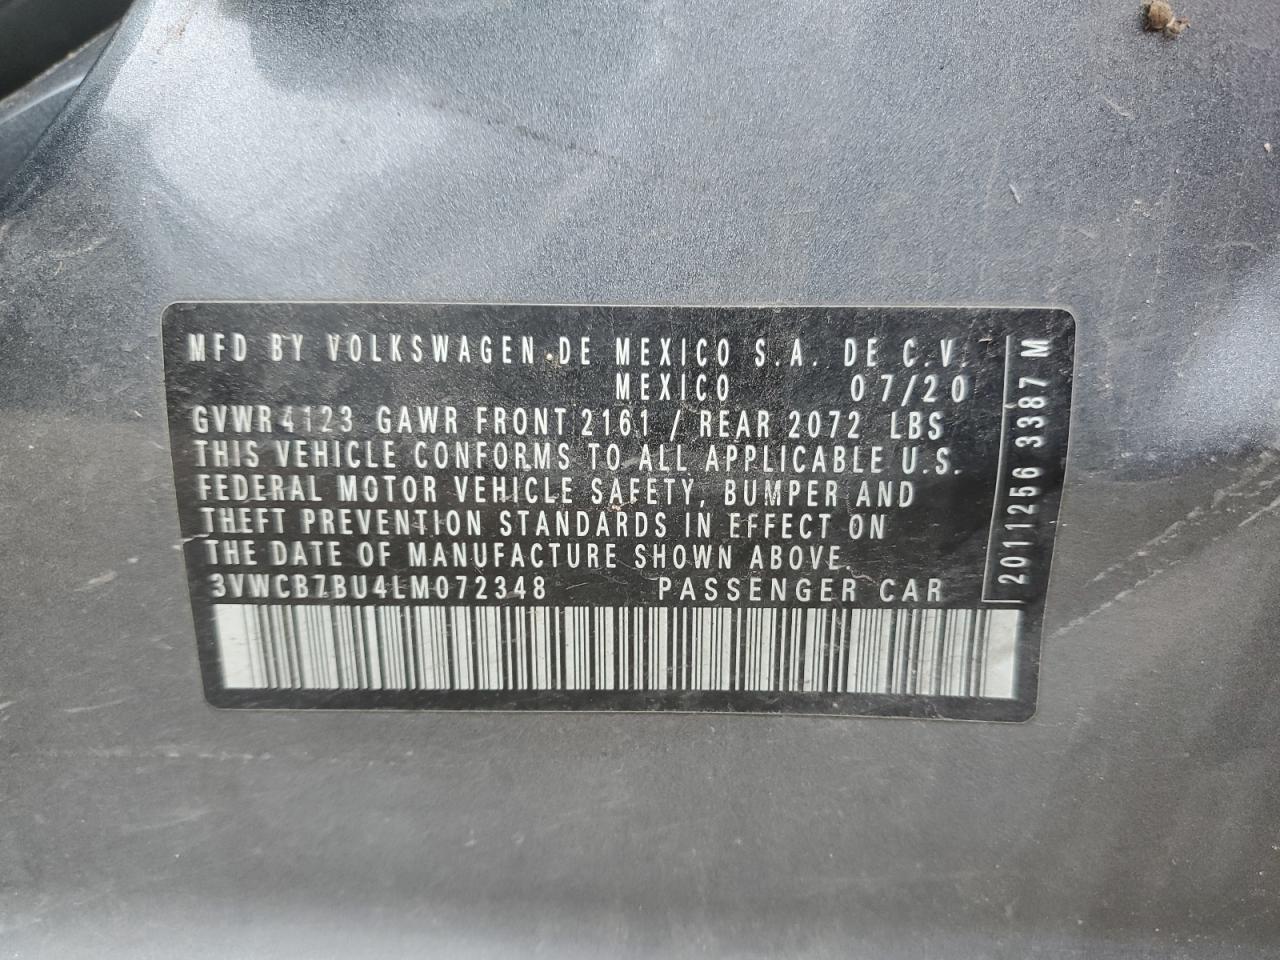 MFD BY VOLKSWAGEN DE MEXICO S.A. DE C.V.
MEXICO 07/20
GVWR 4123 GAWR FRONT 2161 / REAR 2072 LBS
THIS VEHICLE CONFORMS TO ALL APPLICABLE U.S.
FEDERAL MOTOR VEHICLE SAFETY, BUMPER AND
THEFT PREVENTION STANDARDS IN EFFECT ON
THE DATE OF MANUFACTURE SHOWN ABOVE.
3VWCB7BU4LM072348 PASSENGER CAR
2011256 3387 M